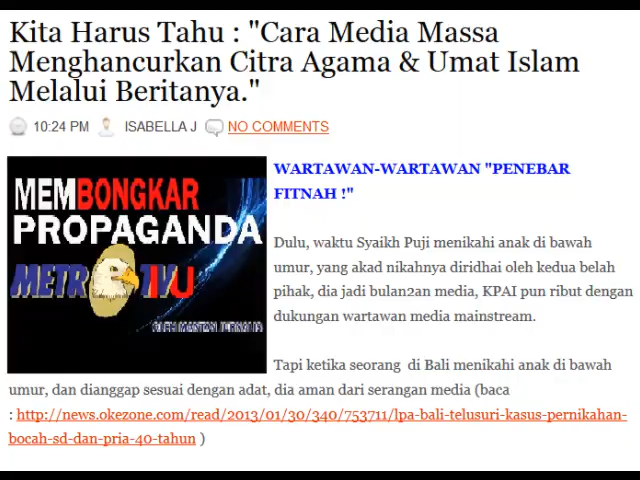 Kita Harus Tahu : "Cara Media Massa
Menghancurkan Citra Agama & Umat Islam
Melalui Beritanya."
10:24 PM ISABELLA J NO COMMENTS
MEMBONGKAR
PROPAGANDA
METRO TIVU
OLEH MANTAN JURNALIS
WARTAWAN-WARTAWAN "PENEBAR
FITNAH !"
Dulu, waktu Syaikh Puji menikahi anak di bawah
umur, yang akad nikahnya diridhai oleh kedua belah
pihak, dia jadi bulan2an media, KPAI pun ribut dengan
dukungan wartawan media mainstream.
Tapi ketika seorang di Bali menikahi anak di bawah
umur, dan dianggap sesuai dengan adat, dia aman dari serangan media (baca
: http://news.okezone.com/read/2013/01/30/340/753711/lpa-bali-telusuri-kasus-pernikahan-
bocah-sd-dan-pria-40-tahun )